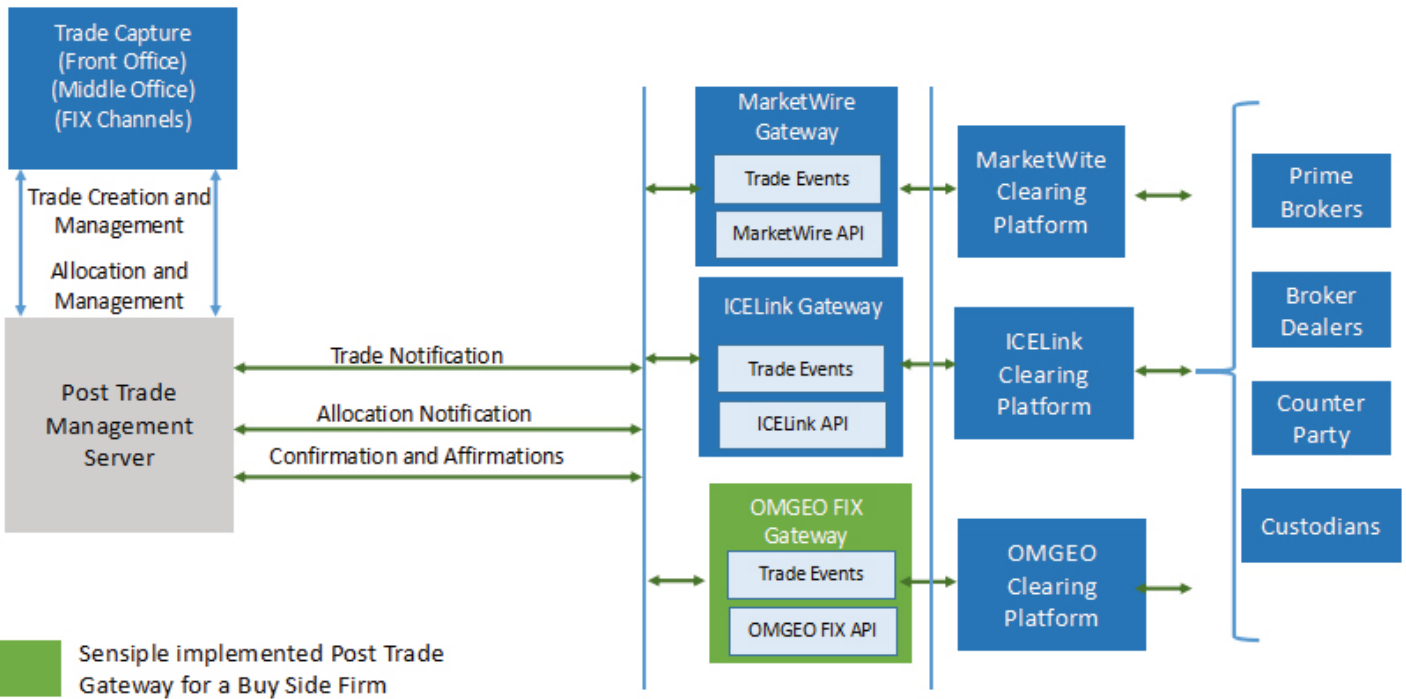 Trade Capture
(Front Office)
(Middle Office)
(FIX Channels)
Trade Creation and
Management
Allocation and
Management
Post Trade
Management
Server
Trade Notification
Allocation Notification
Confirmation and Affirmations
MarketWire
Gateway
Trade Events
MarketWire API
ICELink Gateway
Trade Events
ICELink API
OMGEO FIX
Gateway
Trade Events
OMGEO FIX API
MarketWite
Clearing
Platform
ICELink
Clearing
Platform
OMGEO
Clearing
Platform
Prime
Brokers
Broker
Dealers
Counter
Party
Custodians
Sensiple implemented Post Trade
Gateway for a Buy Side Firm